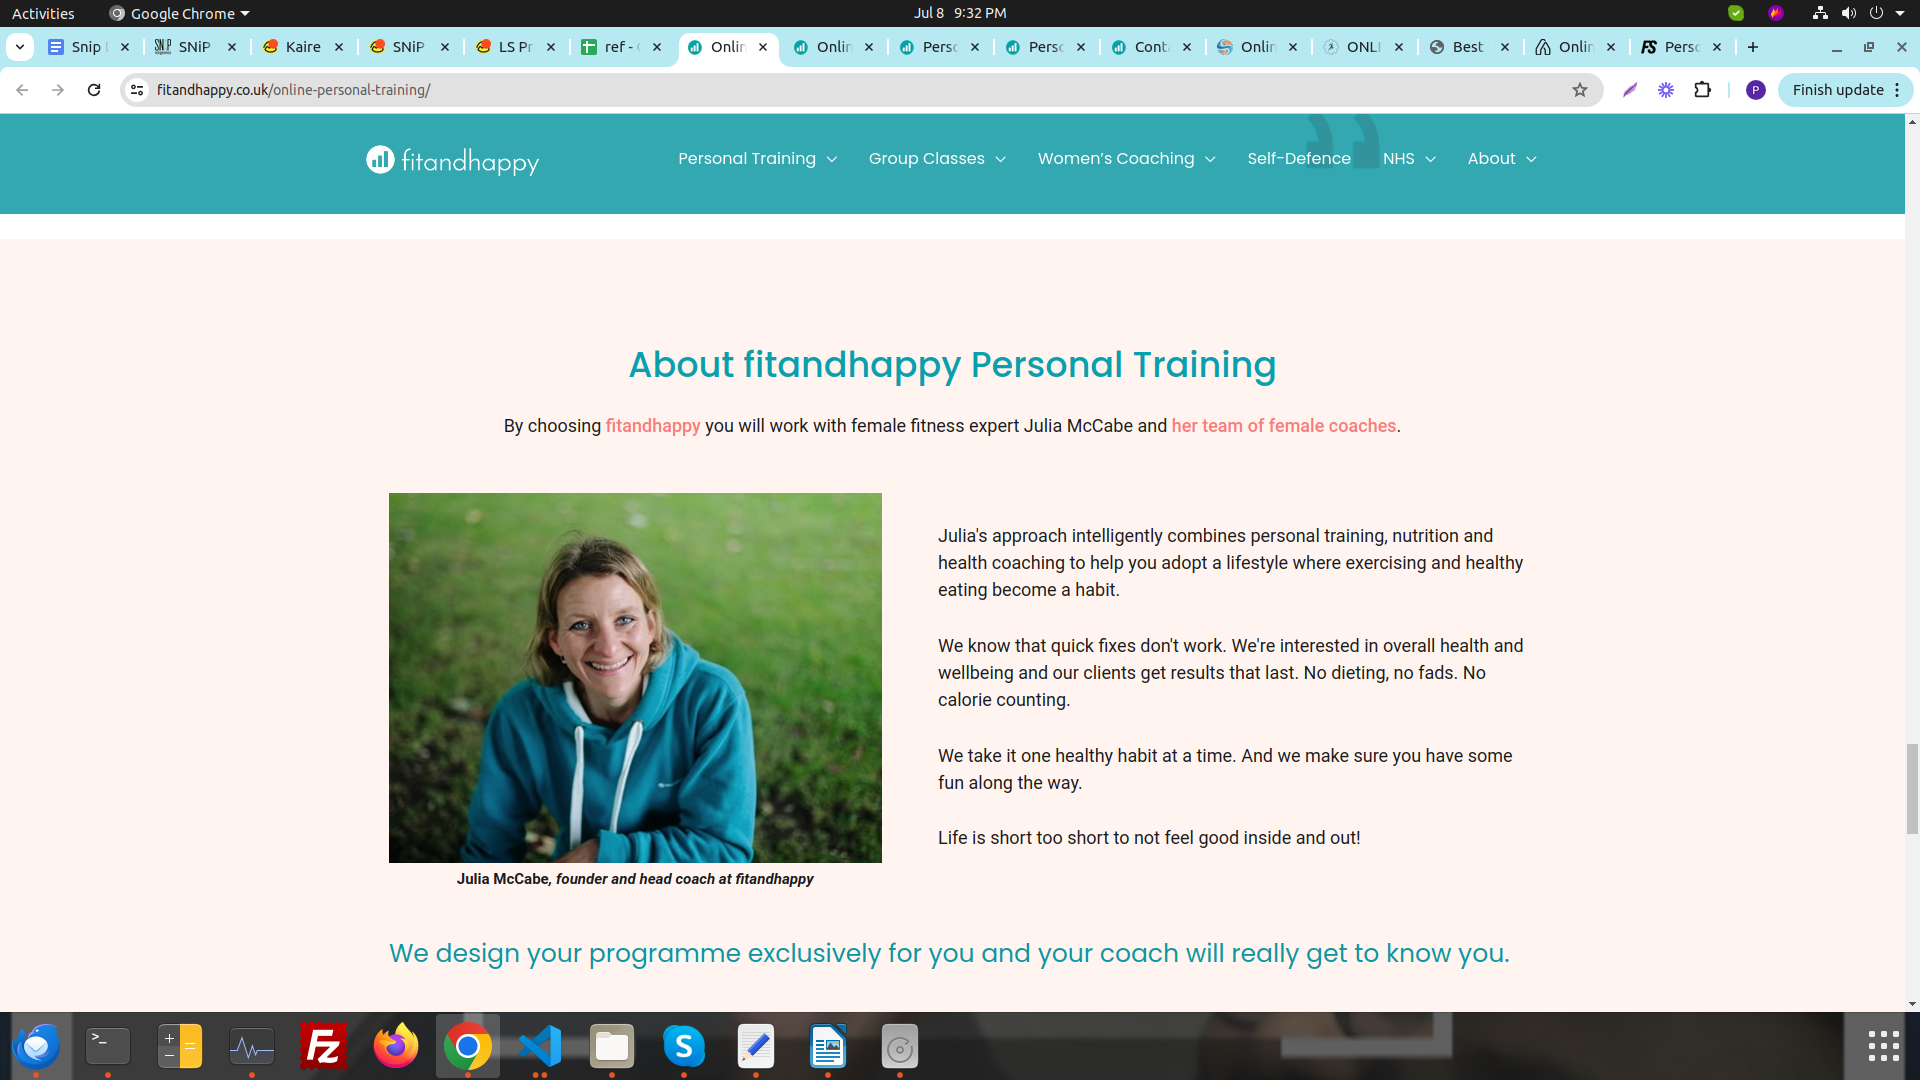 Activities
Google Chrome
Jul 8 9:32 PM
Snip
SNiP
Kaire
SNiP
LS Pr
ref -
Onlin
Onlin
Perso
Perso
Cont
Onlin
ONLI
Best
Onlin
FS Perso
fitandhappy.co.uk/online-personal-training/
P
Finish update
fitandhappy
Personal Training
Group Classes
Women’s Coaching
Self-Defence
NHS
About
About fitandhappy Personal Training
By choosing fitandhappy you will work with female fitness expert Julia McCabe and her team of female coaches.
Julia's approach intelligently combines personal training, nutrition and
health coaching to help you adopt a lifestyle where exercising and healthy
eating become a habit.
We know that quick fixes don't work. We're interested in overall health and
wellbeing and our clients get results that last. No dieting, no fads. No
calorie counting.
We take it one healthy habit at a time. And we make sure you have some
fun along the way.
Life is short too short to not feel good inside and out!
Julia McCabe, founder and head coach at fitandhappy
We design your programme exclusively for you and your coach will really get to know you.